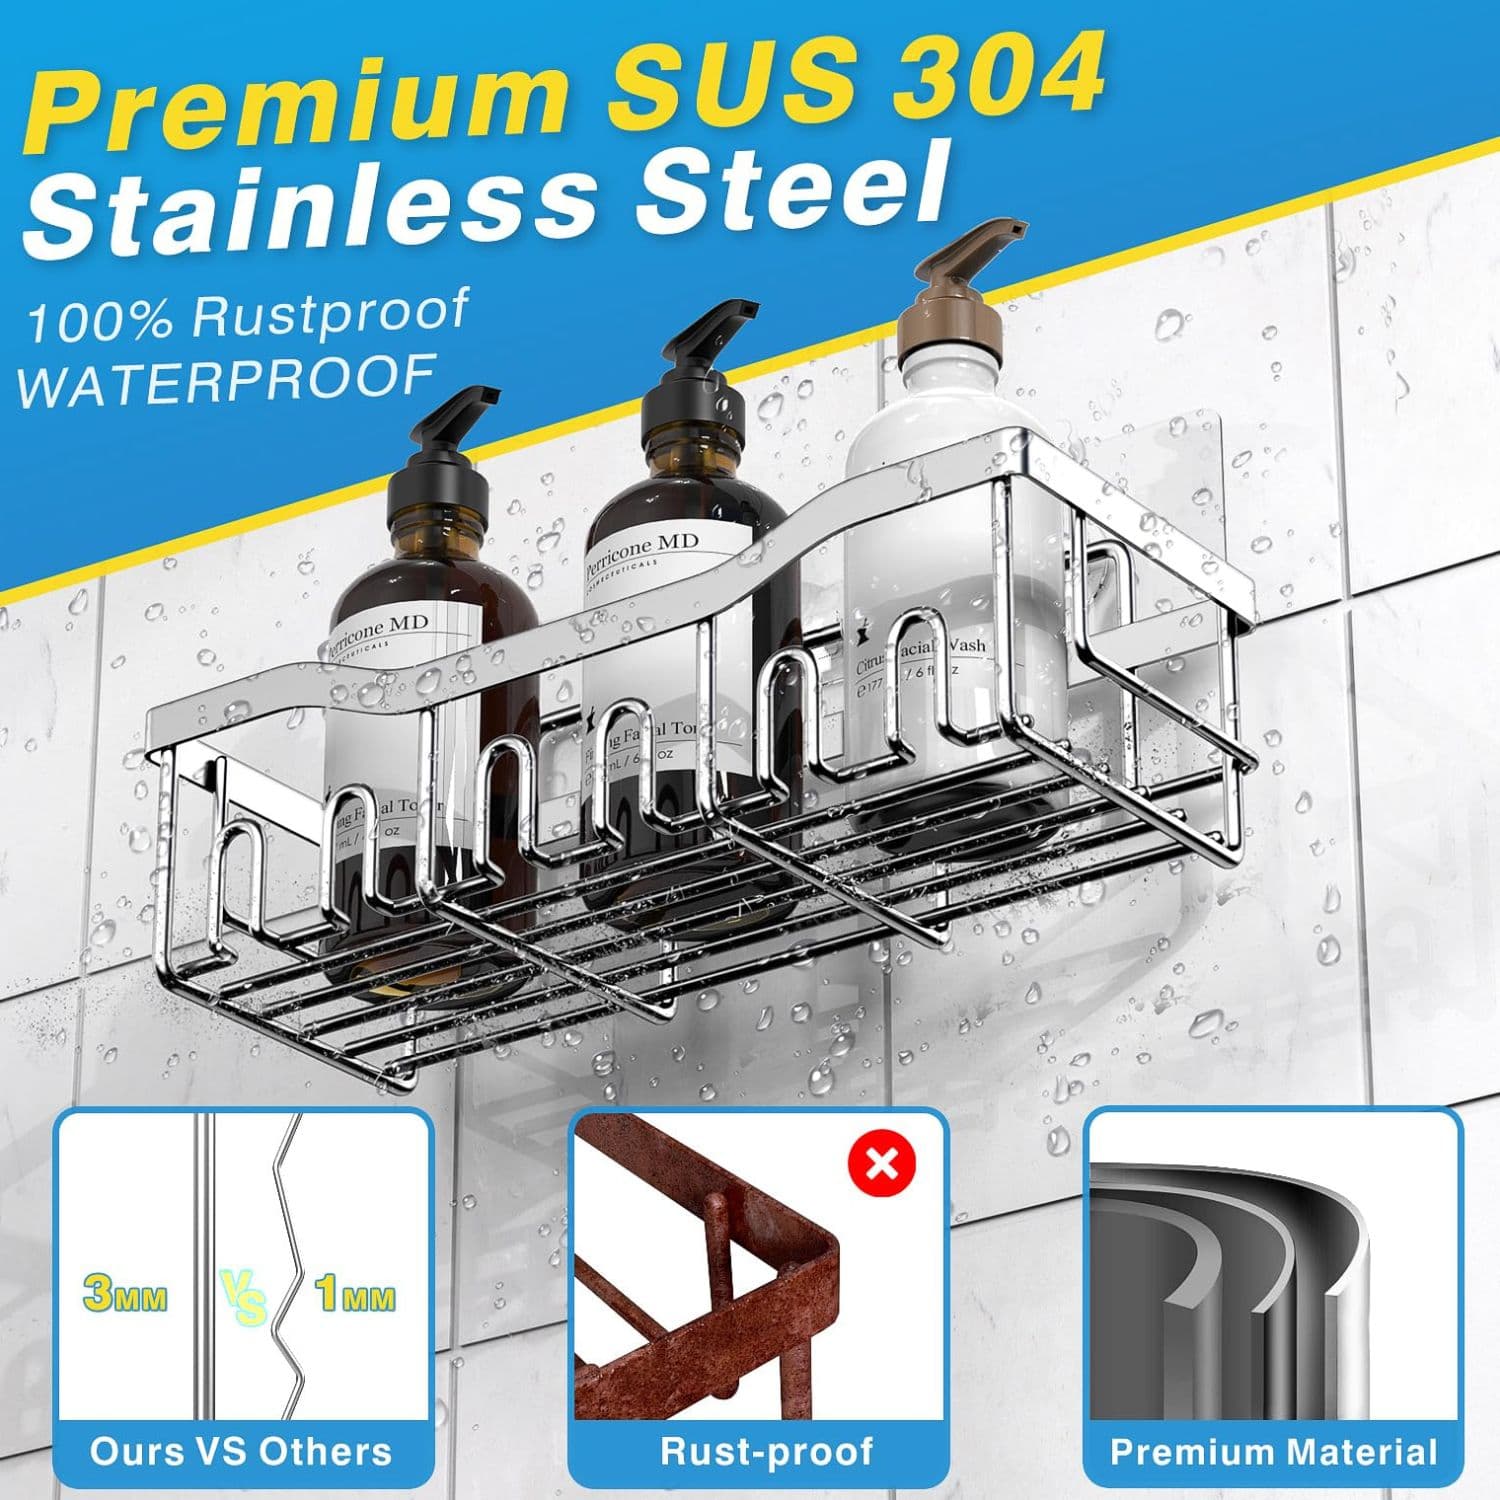 Premium SUS 304
Stainless Steel
100% Rustproof
WATERPROOF
Perricone MD
Perricone MD
Citrus Facial Wash
3MM
VS
1MM
Ours VS Others
Rust-proof
Premium Material